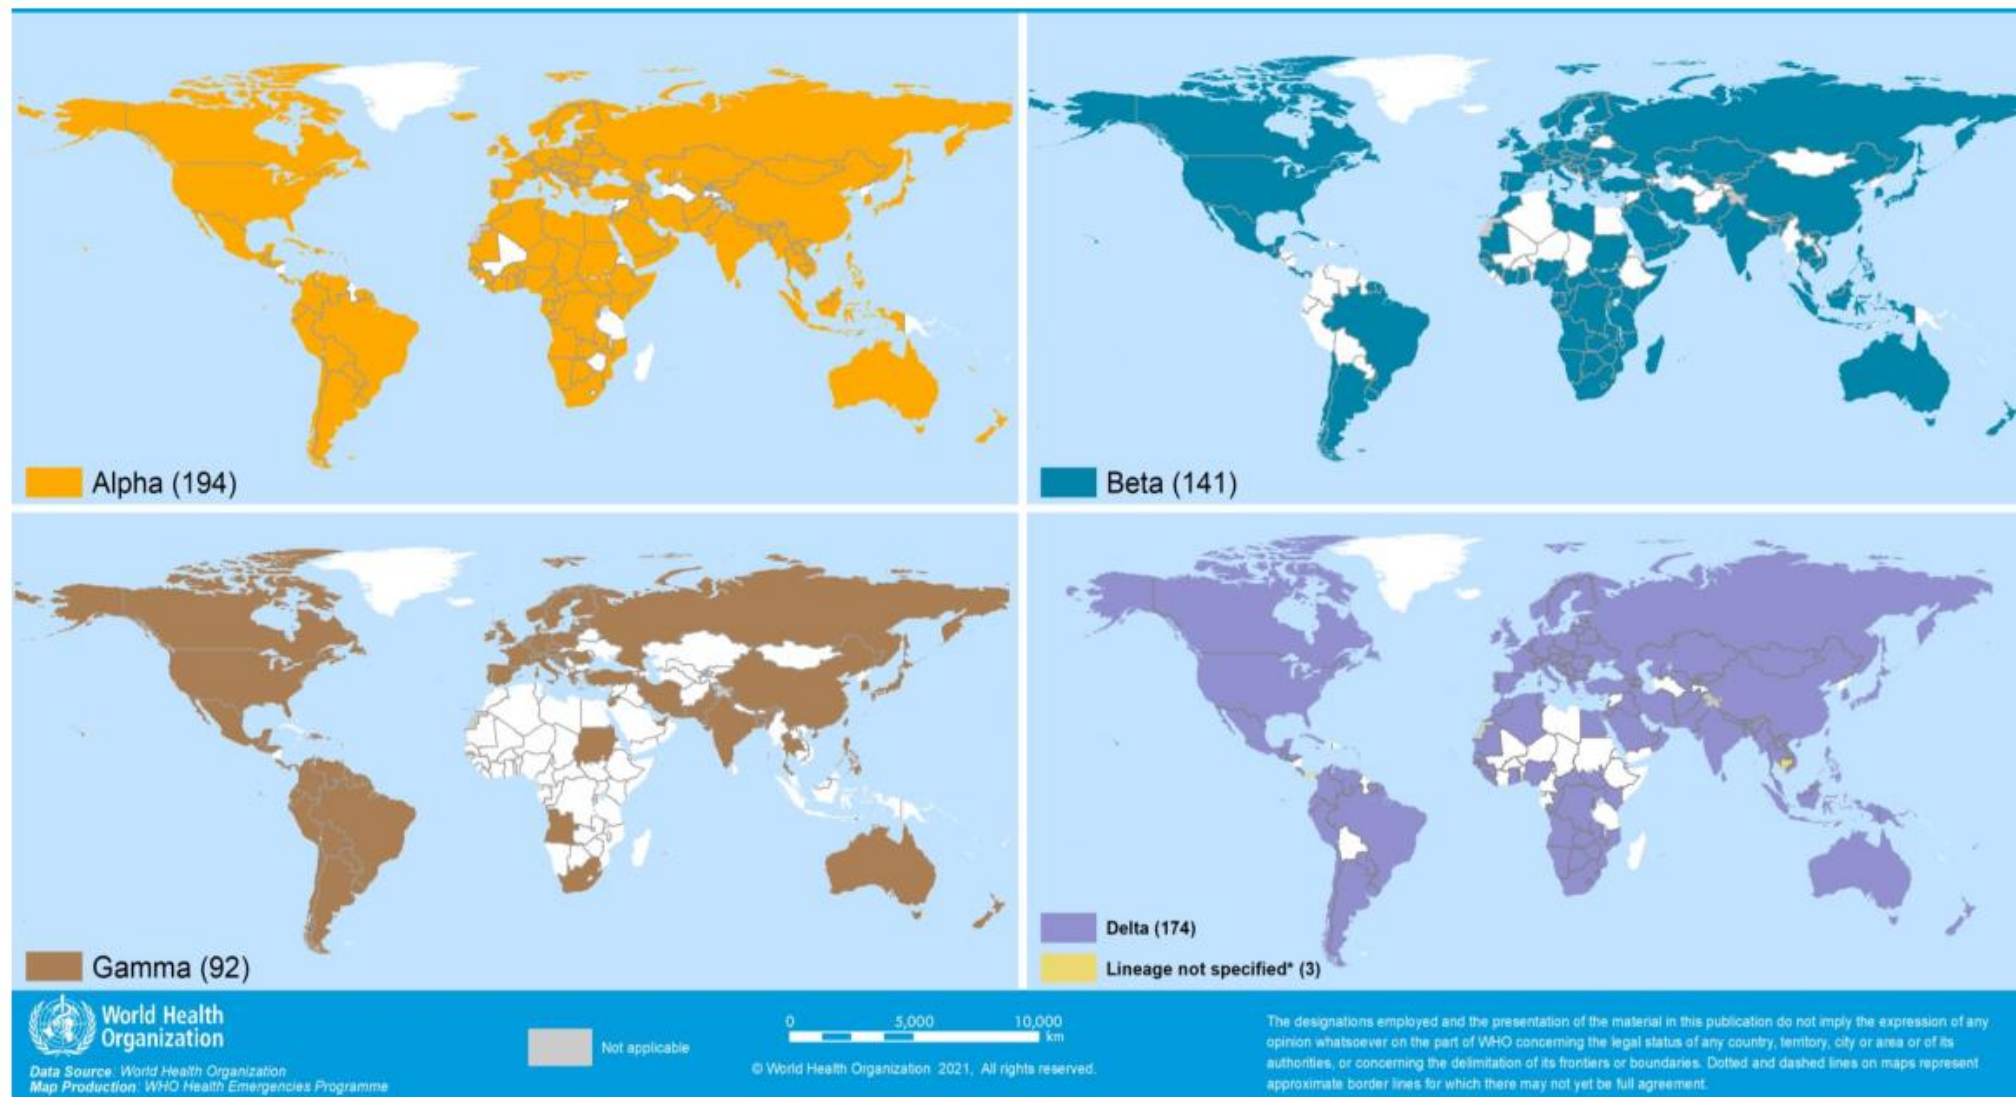 Alpha (194)
Beta (141)
Gamma (92)
Delta (174)
Lineage not specified* (3)
World Health
Organization
Data Source: World Health Organization
Map Production: WHO Health Emergencies Programme
Not applicable
0 5,000 10,000
km
© World Health Organization 2021, All rights reserved.
The designations employed and the presentation of the material in this publication do not imply the expression of any
opinion whatsoever on the part of WHO concerning the legal status of any country, territory, city or area or of its
authorities, or concerning the delimitation of its frontiers or boundaries. Dotted and dashed lines on maps represent
approximate border lines for which there may not yet be full agreement.